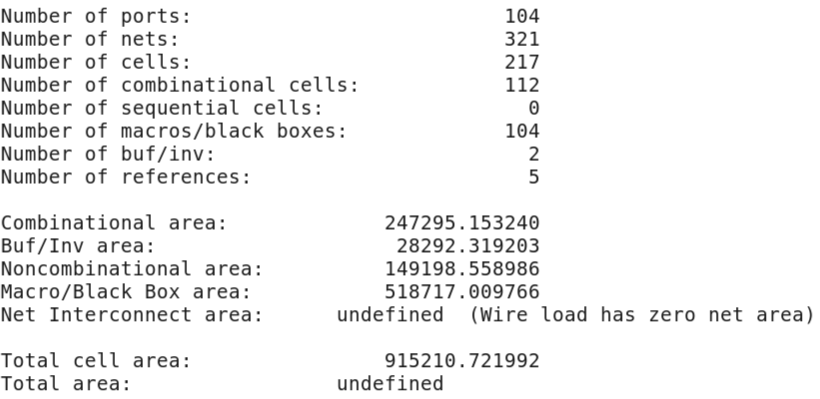 Number of ports: 104
Number of nets: 321
Number of cells: 217
Number of combinational cells: 112
Number of sequential cells: 0
Number of macros/black boxes: 104
Number of buf/inv: 2
Number of references: 5
Combinational area: 247295.153240
Buf/Inv area: 28292.319203
Noncombinational area: 149198.558986
Macro/Black Box area: 518717.009766
Net Interconnect area: undefined (Wire load has zero net area)
Total cell area: 915210.721992
Total area: undefined